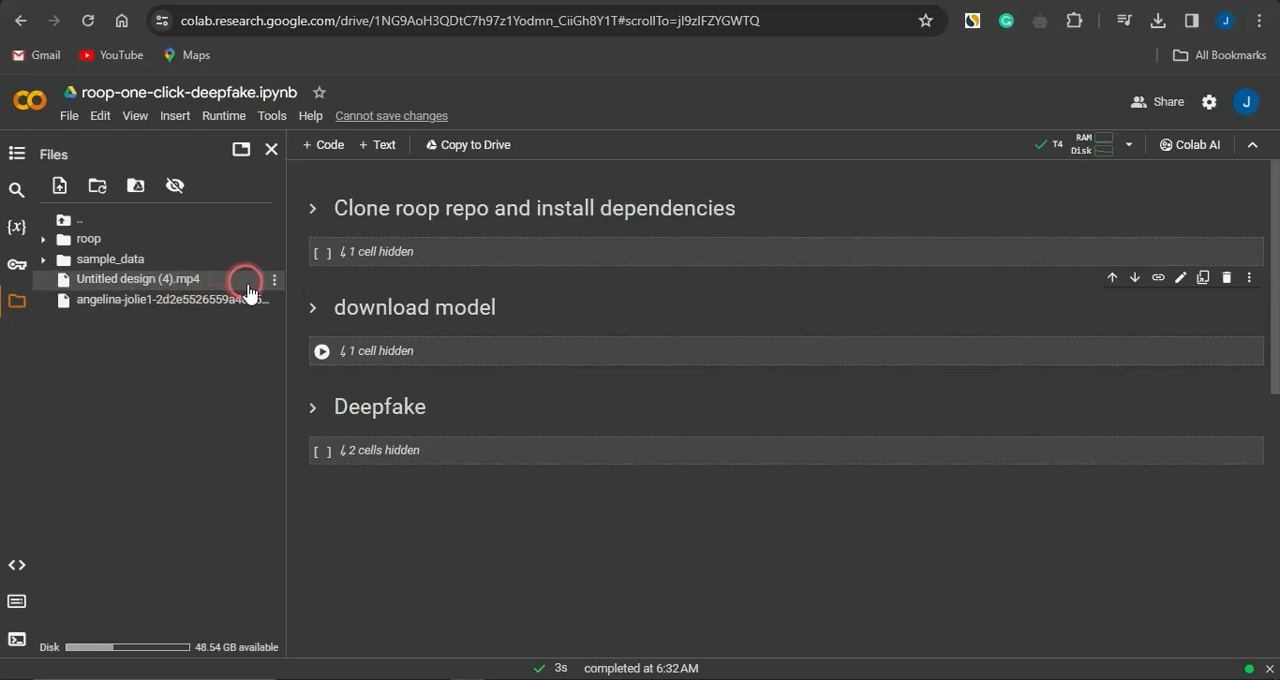 colab.research.google.com/drive/1NG9AoH3QDtC7h97z1Yodmn_CiiGh8Y1T#scrollTo=jl9zlFZYGWTQ
J
Gmail YouTube Maps All Bookmarks
roop-one-click-deepfake.ipynb
File Edit View Insert Runtime Tools Help Cannot save changes
Share J
Files
+ Code + Text Copy to Drive
T4 RAM
Disk
Colab AI
..
roop
sample_data
Untitled design (4).mp4
Clone roop repo and install dependencies
[ ] 1 cell hidden
download model
1 cell hidden
Deepfake
[ ] 2 cells hidden
Disk 48.54 GB available
3s completed at 6:32 AM